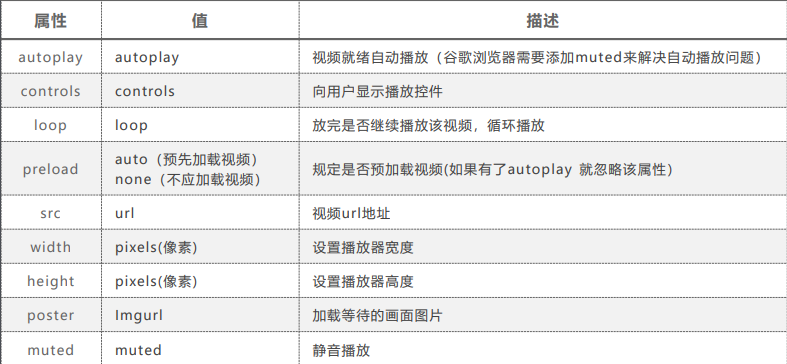 属性 值 描述
autoplay autoplay 视频就绪自动播放（谷歌浏览器需要添加muted来解决自动播放问题）
controls controls 向用户显示播放控件
loop loop 放完是否继续播放该视频，循环播放
preload auto（预先加载视频） none（不应加载视频） 规定是否预加载视频(如果有了autoplay 就忽略该属性)
src url 视频url地址
width pixels(像素) 设置播放器宽度
height pixels(像素) 设置播放器高度
poster Imgurl 加载等待的画面图片
muted muted 静音播放